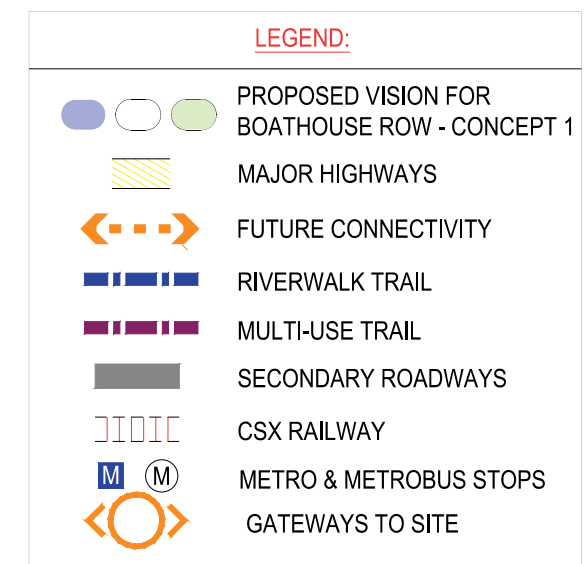 LEGEND:
PROPOSED VISION FOR
BOATHOUSE ROW - CONCEPT 1
MAJOR HIGHWAYS
FUTURE CONNECTIVITY
RIVERWALK TRAIL
MULTI-USE TRAIL
SECONDARY ROADWAYS
CSX RAILWAY
M M METRO & METROBUS STOPS
GATEWAYS TO SITE